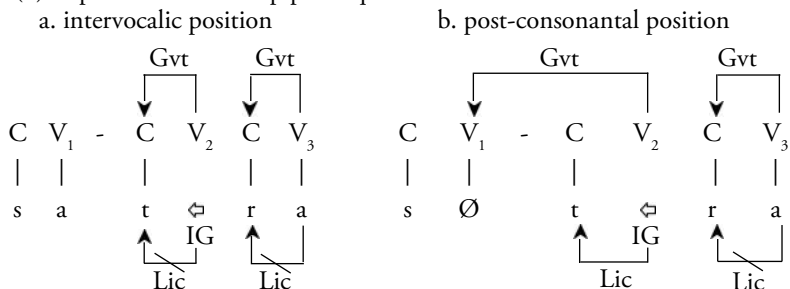 a. intervocalic position b. post-consonantal position
Gvt Gvt Gvt Gvt
C V₁ - C V₂ C V₃ C V₁ - C V₂ C V₃
s a t ⇦ r a s Ø t ⇦ r a
IG IG
Lic Lic Lic Lic